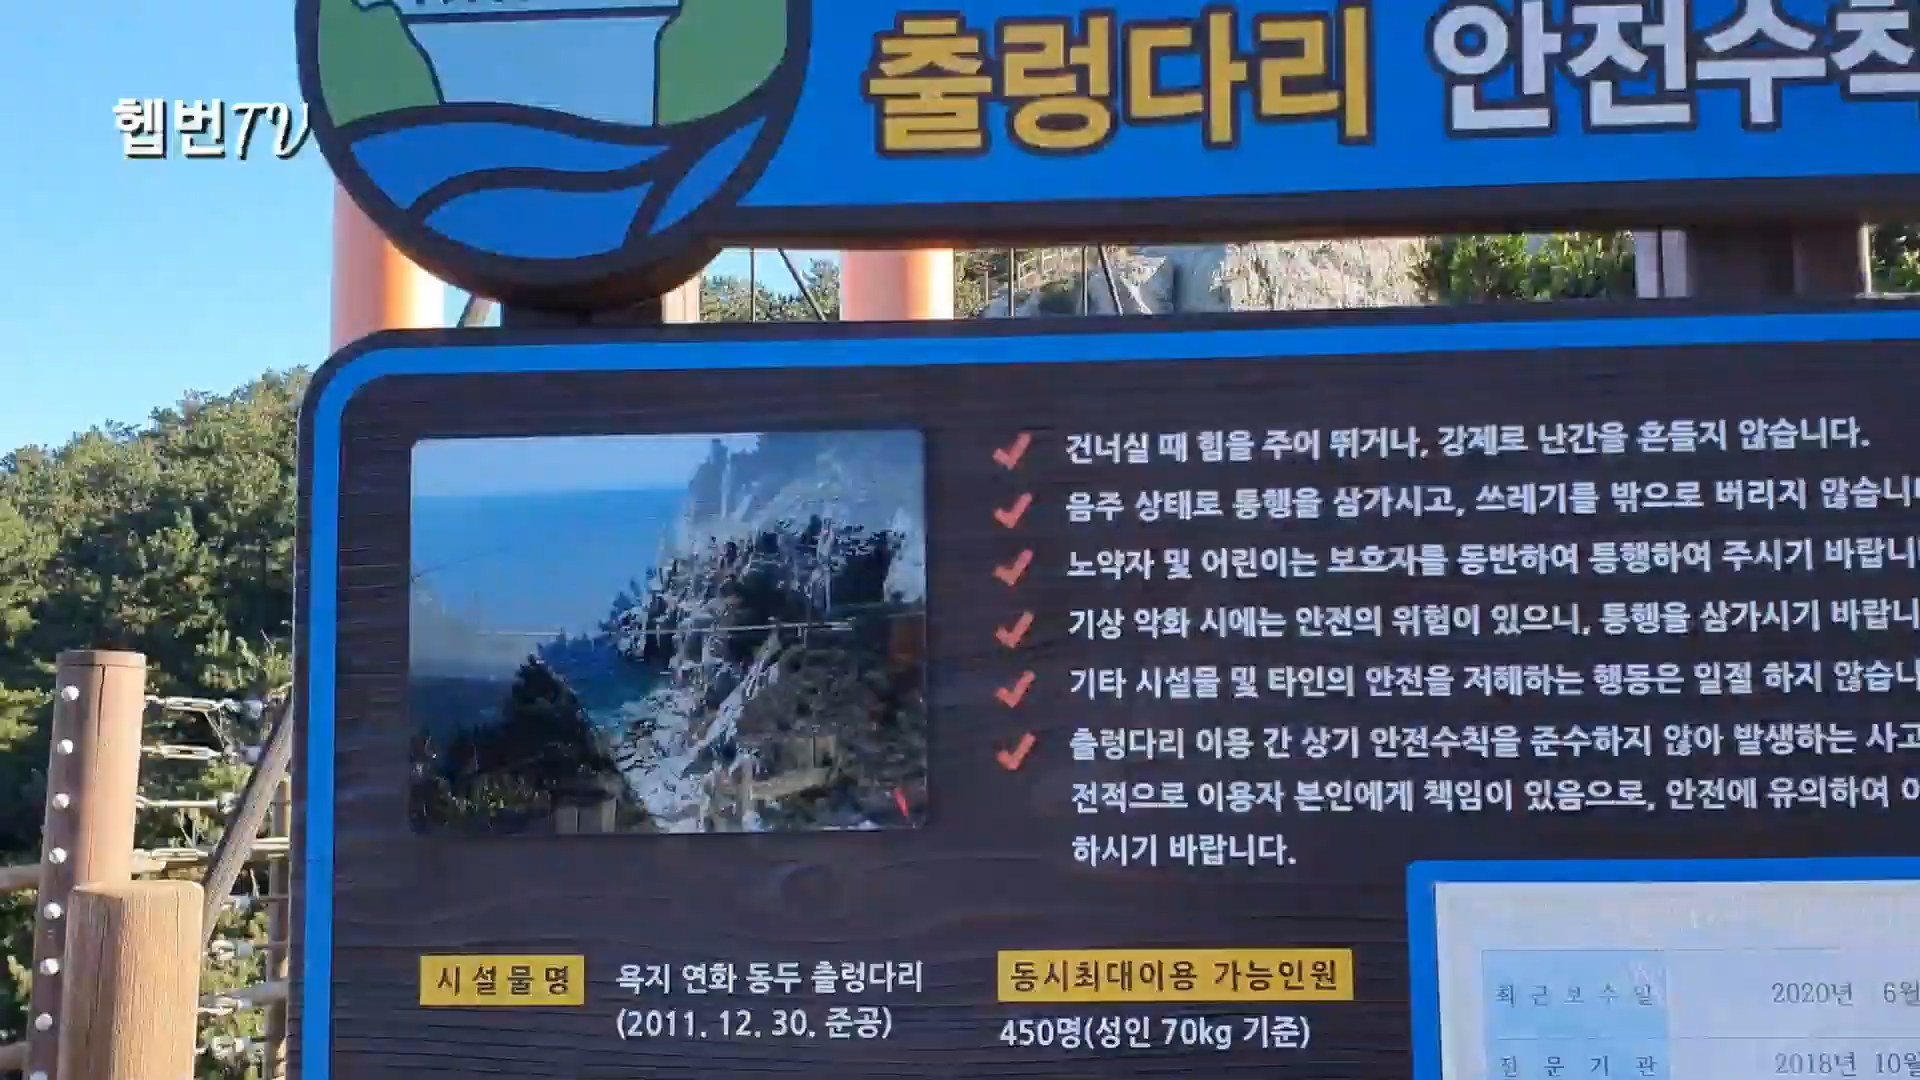 헵번TV
출렁다리 안전수칙
건너실 때 힘을 주어 뛰거나, 강제로 난간을 흔들지 않습니다.
음주 상태로 통행을 삼가시고, 쓰레기를 밖으로 버리지 않습니
노약자 및 어린이는 보호자를 동반하여 통행하여 주시기 바랍니
기상 악화 시에는 안전의 위험이 있으니, 통행을 삼가시기 바랍니
기타 시설물 및 타인의 안전을 저해하는 행동은 일절 하지 않습니
출렁다리 이용 간 상기 안전수칙을 준수하지 않아 발생하는 사고
전적으로 이용자 본인에게 책임이 있음으로, 안전에 유의하여 이
하시기 바랍니다.
시설물명 욕지 연화 동두 출렁다리
(2011. 12. 30. 준공)
동시최대이용 가능인원
450명(성인 70kg 기준)
최근보수일 2020년 6월
전문기관 2018년 10월